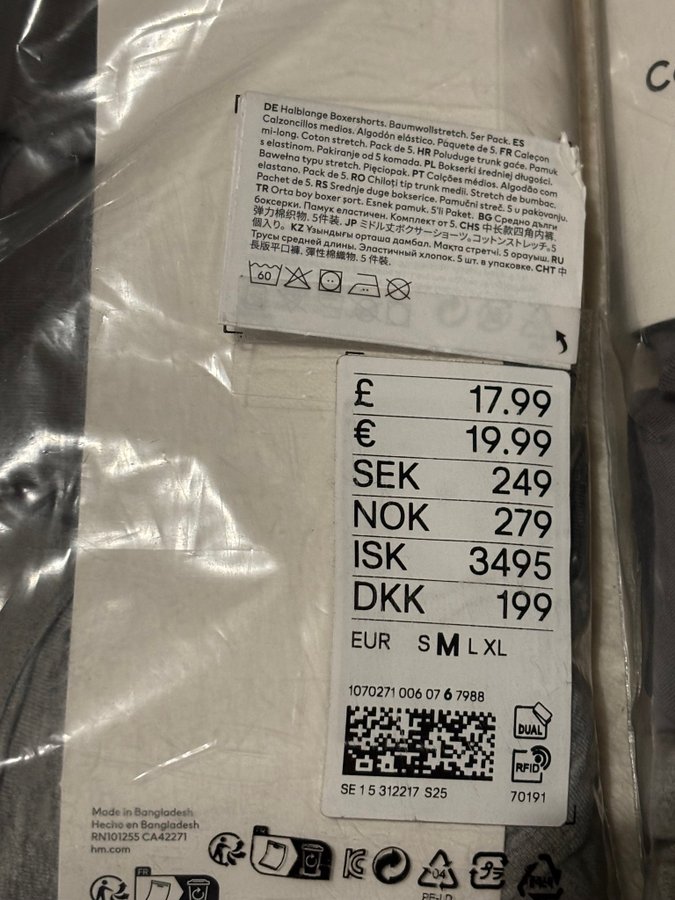 C
DE Halblange Boxershorts. Baumwollstretch. 5er Pack. ES
Calzoncillos medios. Algodón elástico. Paquete de 5. FR Caleçon
mi-long. Coton stretch. Pack de 5. HR Poluduge trunk gaće. Pamuk
s elastinom. Pakiranje od 5 komada. PL Bokserki średniej długości.
Bawełna typu stretch. Pięciopak. PT Calções médios. Algodão com
elastano. Pack de 5. RO Chiloți tip trunk medii. Stretch de bumbac.
Pachet de 5. RS Srednje duge bokserice. Pamučni streč. 5 u pakovanju.
TR Orta boy boxer şort. Esnek pamuk. 5'li Paket. BG Средно дълги
боксерки. Памук еластичен. Комплект от 5. CHS 中长款四角内裤.
弹力棉织物. 5件装. JP ミドル丈ボクサーショーツ。コットンストレッチ。5
個入り。 KZ Ұзындығы орташа дамбал. Мақта стретчі. 5 орауыш. RU
Трусы средней длины. Эластичный хлопок. 5 шт. в упаковке. CHT 中
長版平口褲. 彈性棉織物. 5 件裝.
60
£ 17.99
€ 19.99
SEK 249
NOK 279
ISK 3495
DKK 199
EUR S M L XL
1070271 006 07 6 7988
DUAL
RFID
SE 1 5 312217 S25 70191
Made in Bangladesh
Hecho en Bangladesh
RN101255 CA42271
hm.com
FR
04
PE-LD